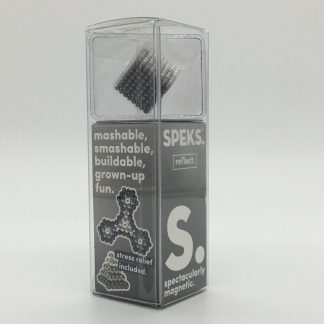 mashable,
smashable,
buildable,
grown-up
fun.
stress relief
included.
SPEKS.
reflect.
S.
spectacularly
magnetic.